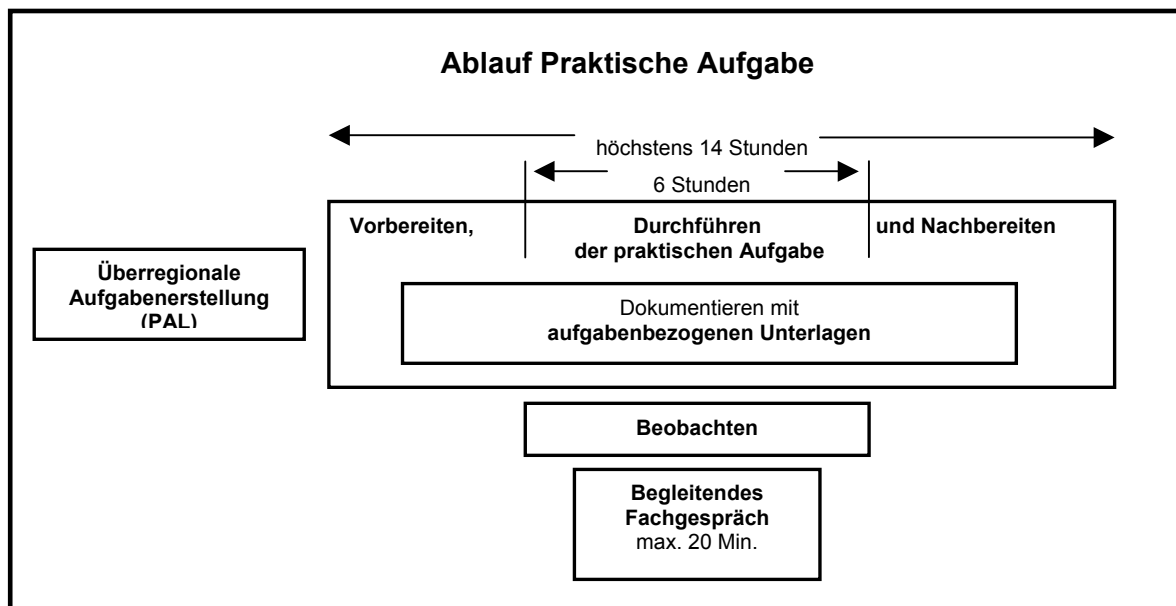 Ablauf Praktische Aufgabe
höchstens 14 Stunden
6 Stunden
Vorbereiten,
Durchführen
der praktischen Aufgabe
und Nachbereiten
Überregionale
Aufgabenerstellung
(PAL)
Dokumentieren mit
aufgabenbezogenen Unterlagen
Beobachten
Begleitendes
Fachgespräch
max. 20 Min.